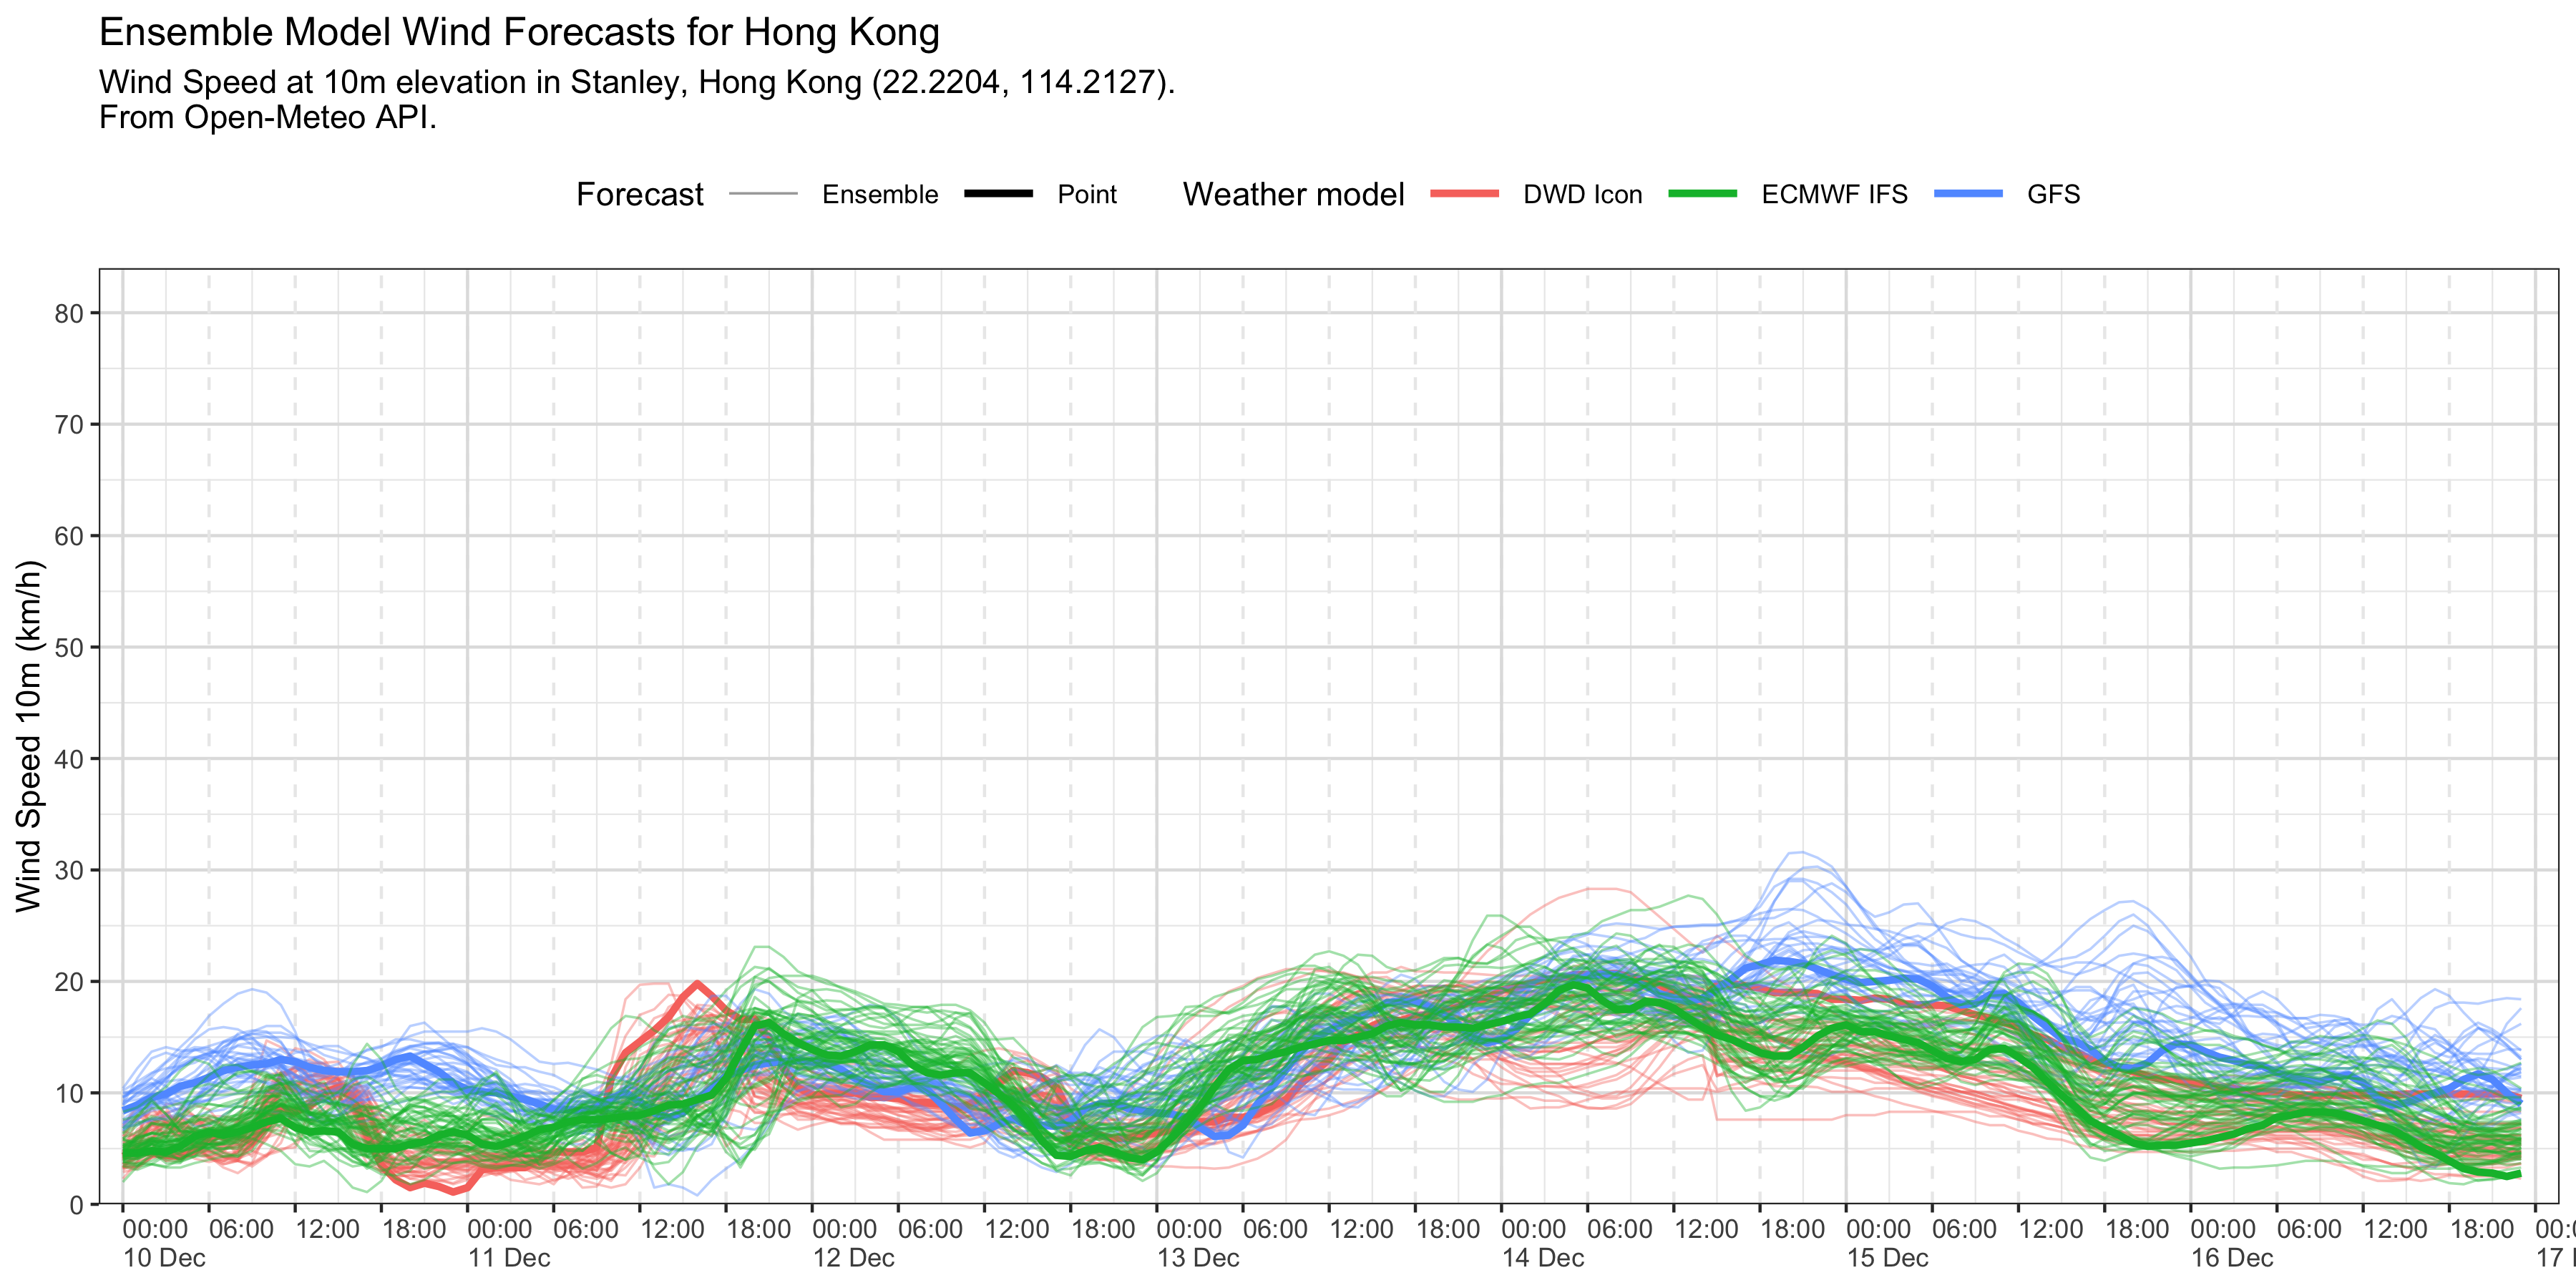 Ensemble Model Wind Forecasts for Hong Kong
Wind Speed at 10m elevation in Stanley, Hong Kong (22.2204, 114.2127).
From Open-Meteo API.
Forecast Ensemble Point Weather model DWD Icon ECMWF IFS GFS
Wind Speed 10m (km/h)
80
70
60
50
40
30
20
10
0
00:00 06:00 12:00 18:00 00:00 06:00 12:00 18:00 00:00 06:00 12:00 18:00 00:00 06:00 12:00 18:00 00:00 06:00 12:00 18:00 00:00 06:00 12:00 18:00 00:00 06:00 12:00 18:00
10 Dec 11 Dec 12 Dec 13 Dec 14 Dec 15 Dec 16 Dec 17